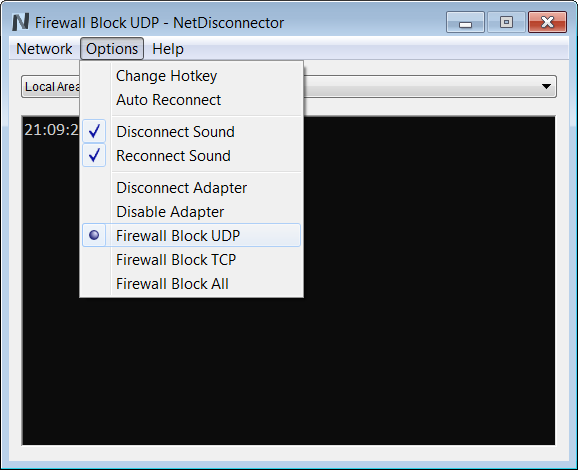 Firewall Block UDP - NetDisconnector
Network Options Help
Change Hotkey
Local Area
Auto Reconnect
21:09:2
Disconnect Sound
Reconnect Sound
Disconnect Adapter
Disable Adapter
Firewall Block UDP
Firewall Block TCP
Firewall Block All